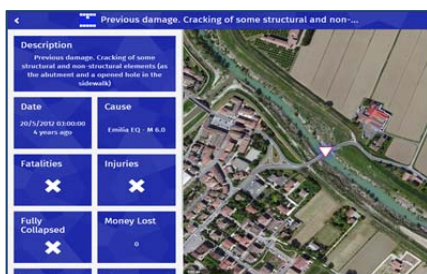 Previous damage. Cracking of some structural and non-...
Description
Previous damage. Cracking of some
structural and non-structural elements (as
the abutment and a opened hole in the
sidewalk)
Date
20/5/2012 03:00:00
4 years ago
Cause
Emilia EQ - M 6.0
Fatalities
Injuries
Fully
Collapsed
Money Lost
0